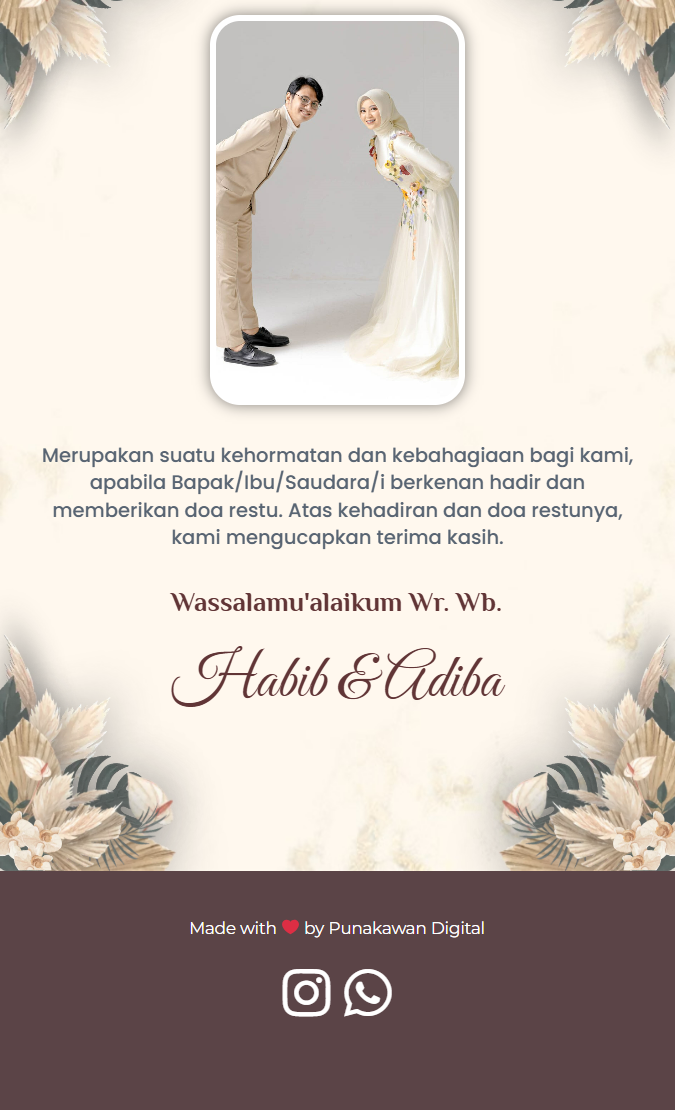 Merupakan suatu kehormatan dan kebahagiaan bagi kami,
apabila Bapak/Ibu/Saudara/i berkenan hadir dan
memberikan doa restu. Atas kehadiran dan doa restunya,
kami mengucapkan terima kasih.
Wassalamu'alaikum Wr. Wb.
Habib & Adiba
Made with ❤ by Punakawan Digital